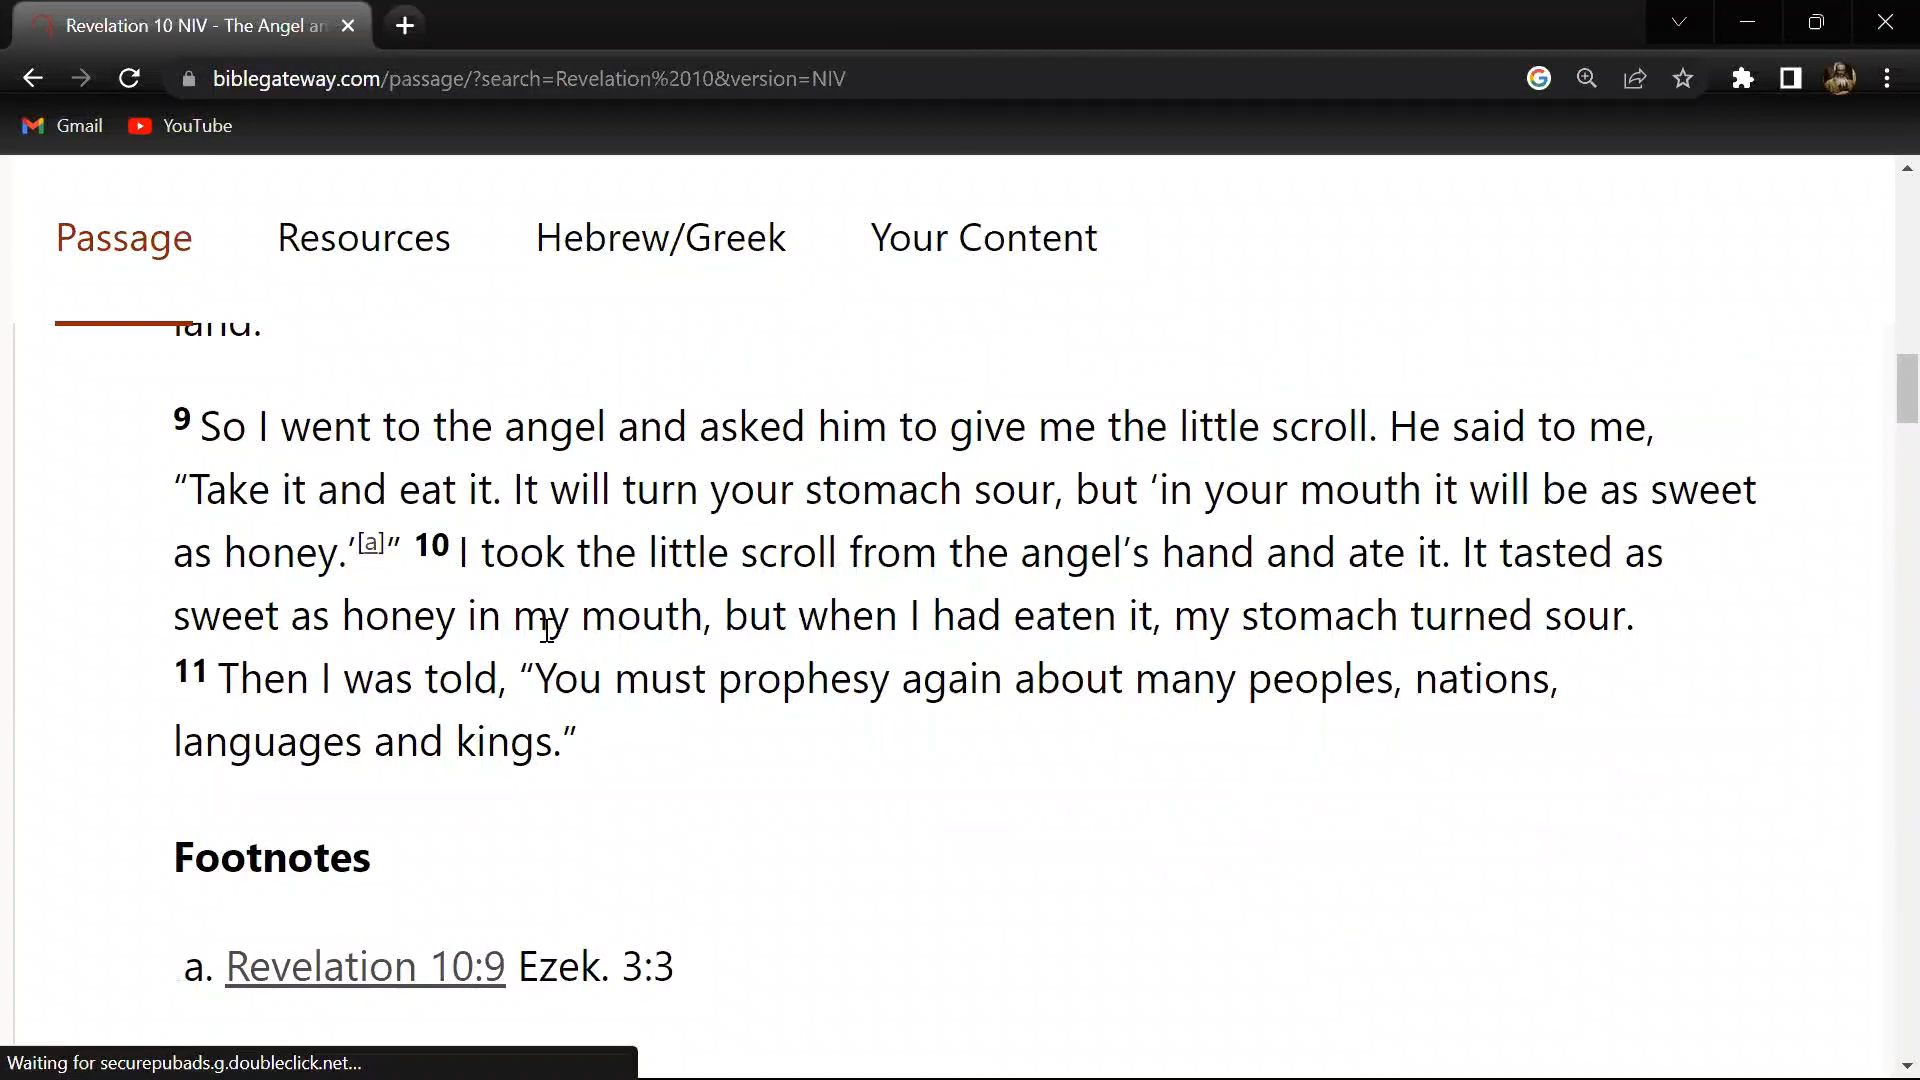 Revelation 10 NIV - The Angel an
biblegateway.com/passage/?search=Revelation%2010&version=NIV
Gmail YouTube
Passage Resources Hebrew/Greek Your Content
land.
9 So I went to the angel and asked him to give me the little scroll. He said to me,
“Take it and eat it. It will turn your stomach sour, but ‘in your mouth it will be as sweet
as honey.’[a]” 10 I took the little scroll from the angel’s hand and ate it. It tasted as
sweet as honey in my mouth, but when I had eaten it, my stomach turned sour.
11 Then I was told, “You must prophesy again about many peoples, nations,
languages and kings.”
Footnotes
a. Revelation 10:9 Ezek. 3:3
Waiting for securepubads.g.doubleclick.net...